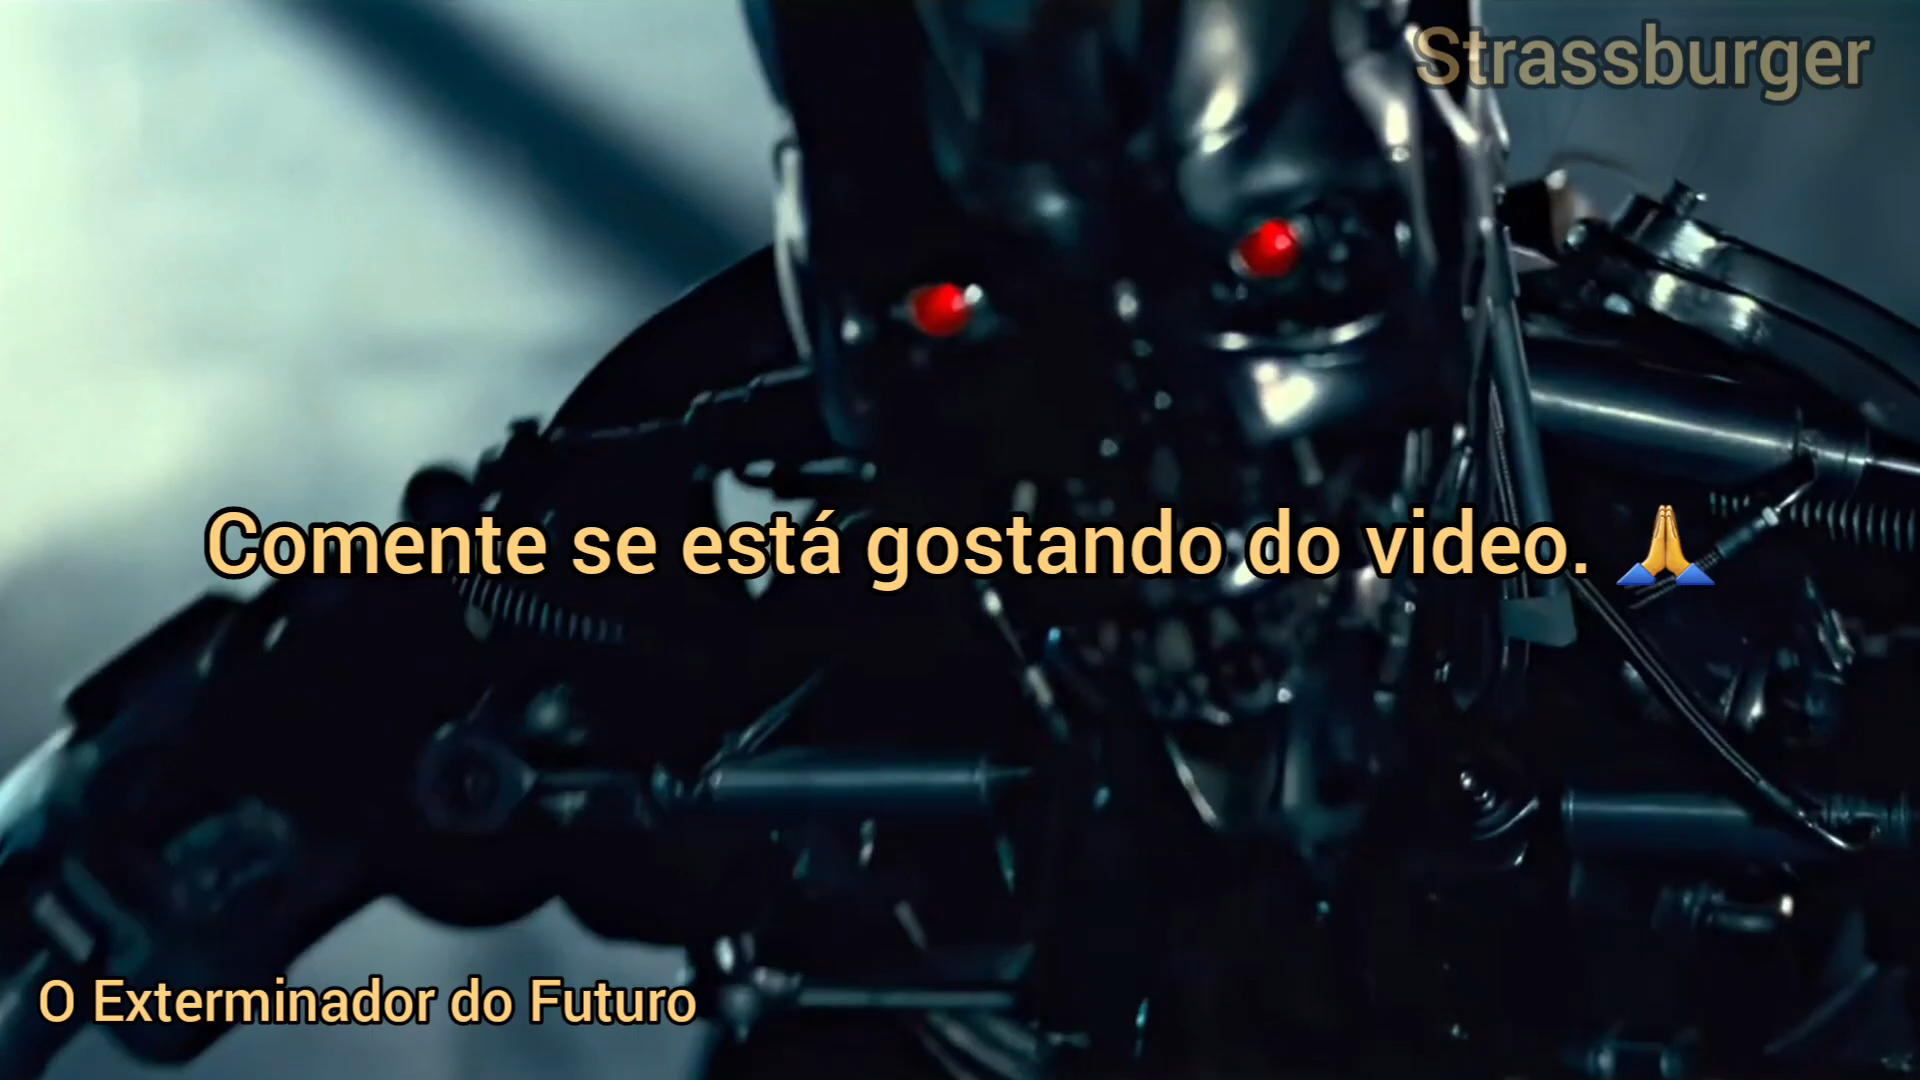 Strassburger
Comente se está gostando do video. 🙏
O Exterminador do Futuro